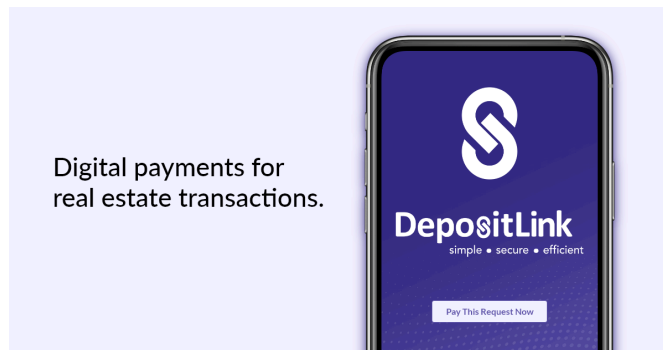 Digital payments for
real estate transactions.
DepositLink
simple • secure • efficient
Pay This Request Now